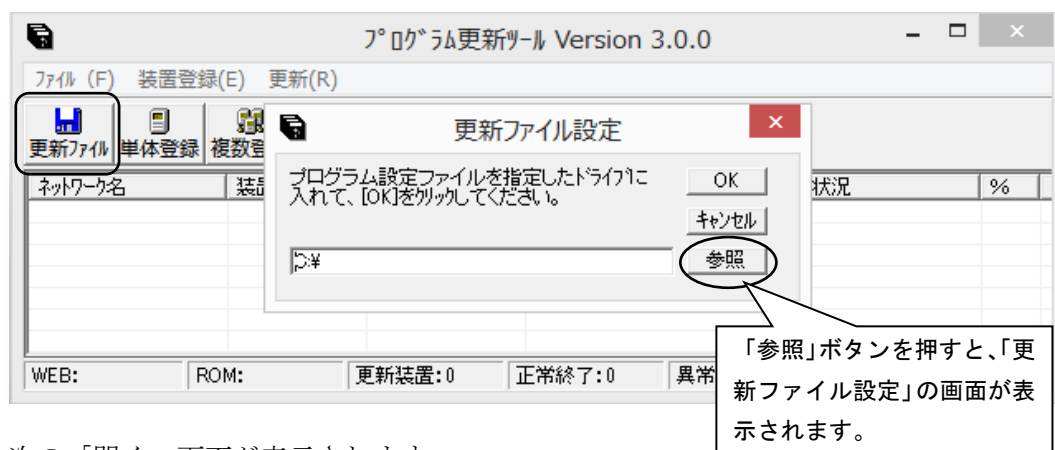 ﾌﾟﾛｸﾞﾗﾑ更新ﾂｰﾙ Version 3.0.0
ﾌｧｲﾙ (F) 装置登録(E) 更新(R)
更新ﾌｧｲﾙ 単体登録 複数登
更新ファイル設定
プログラム設定ファイルを指定したﾄﾞﾗｲﾌﾞに
入れて、[OK]をｸﾘｯｸしてください。
OK
ｷｬﾝｾﾙ
参照
ﾈｯﾄﾜｰｸ名 状況 %
WEB: ROM: 更新装置:0 正常終了:0 異常
「参照」ボタンを押すと、「更
新ファイル設定」の画面が表
示されます。